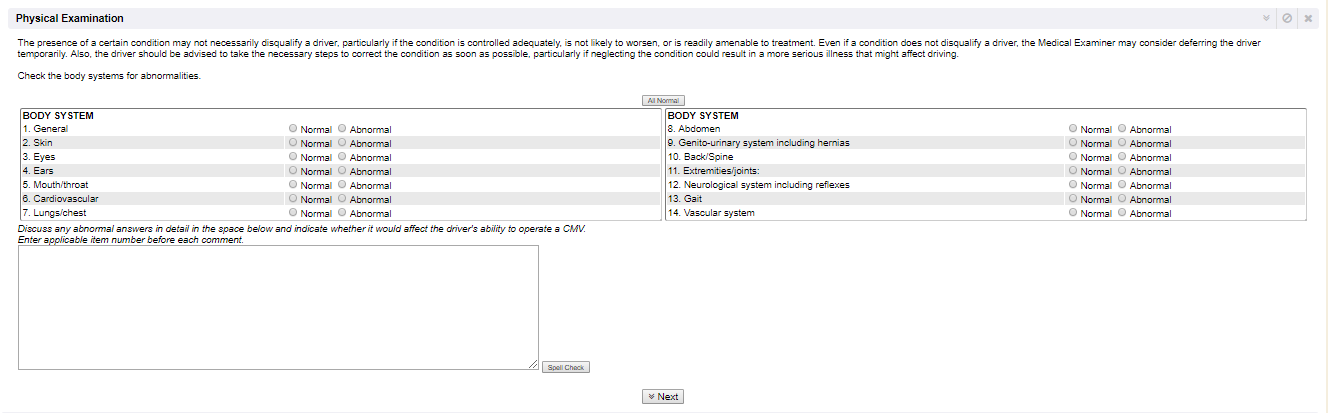 Physical Examination
The presence of a certain condition may not necessarily disqualify a driver, particularly if the condition is controlled adequately, is not likely to worsen, or is readily amenable to treatment. Even if a condition does not disqualify a driver, the Medical Examiner may consider deferring the driver
temporarily. Also, the driver should be advised to take the necessary steps to correct the condition as soon as possible, particularly if neglecting the condition could result in a more serious illness that might affect driving.
Check the body systems for abnormalities.
All Normal
BODY SYSTEM
1. General Normal Abnormal
2. Skin Normal Abnormal
3. Eyes Normal Abnormal
4. Ears Normal Abnormal
5. Mouth/throat Normal Abnormal
6. Cardiovascular Normal Abnormal
7. Lungs/chest Normal Abnormal
BODY SYSTEM
8. Abdomen Normal Abnormal
9. Genito-urinary system including hernias Normal Abnormal
10. Back/Spine Normal Abnormal
11. Extremities/joints: Normal Abnormal
12. Neurological system including reflexes Normal Abnormal
13. Gait Normal Abnormal
14. Vascular system Normal Abnormal
Discuss any abnormal answers in detail in the space below and indicate whether it would affect the driver's ability to operate a CMV.
Enter applicable item number before each comment.
Spell Check
Next